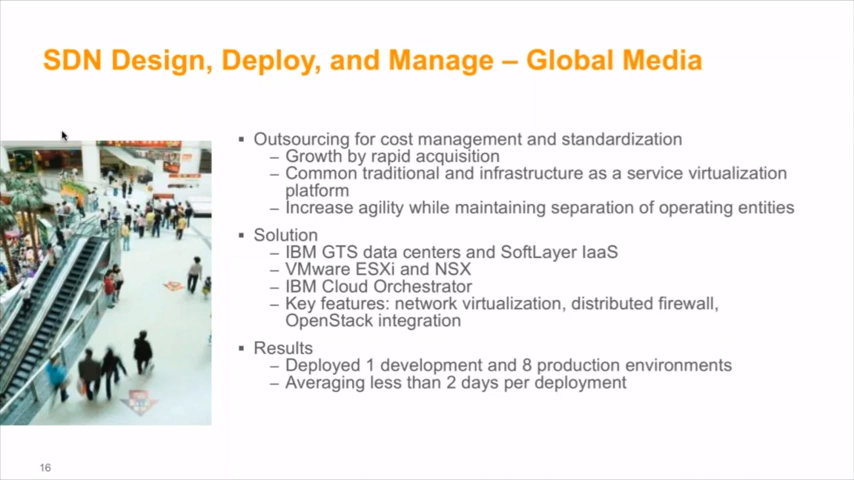 SDN Design, Deploy, and Manage – Global Media
▪ Outsourcing for cost management and standardization
– Growth by rapid acquisition
– Common traditional and infrastructure as a service virtualization
platform
– Increase agility while maintaining separation of operating entities
▪ Solution
– IBM GTS data centers and SoftLayer IaaS
– VMware ESXi and NSX
– IBM Cloud Orchestrator
– Key features: network virtualization, distributed firewall,
OpenStack integration
▪ Results
– Deployed 1 development and 8 production environments
– Averaging less than 2 days per deployment
16